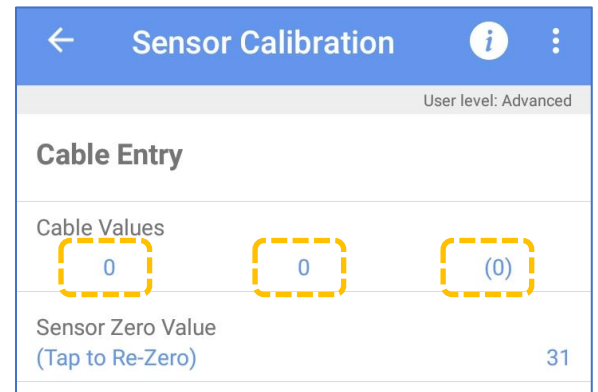 Sensor Calibration i
User level: Advanced
Cable Entry
Cable Values
0 0 (0)
Sensor Zero Value
(Tap to Re-Zero) 31